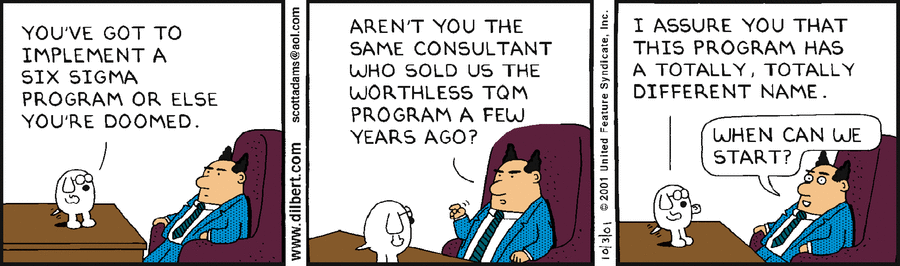 YOU'VE GOT TO
IMPLEMENT A
SIX SIGMA
PROGRAM OR ELSE
YOU'RE DOOMED.
www.dilbert.com scottadams@aol.com
AREN'T YOU THE
SAME CONSULTANT
WHO SOLD US THE
WORTHLESS TQM
PROGRAM A FEW
YEARS AGO?
10/3/01 © 2001 United Feature Syndicate, Inc.
I ASSURE YOU THAT
THIS PROGRAM HAS
A TOTALLY, TOTALLY
DIFFERENT NAME.
WHEN CAN WE
START?